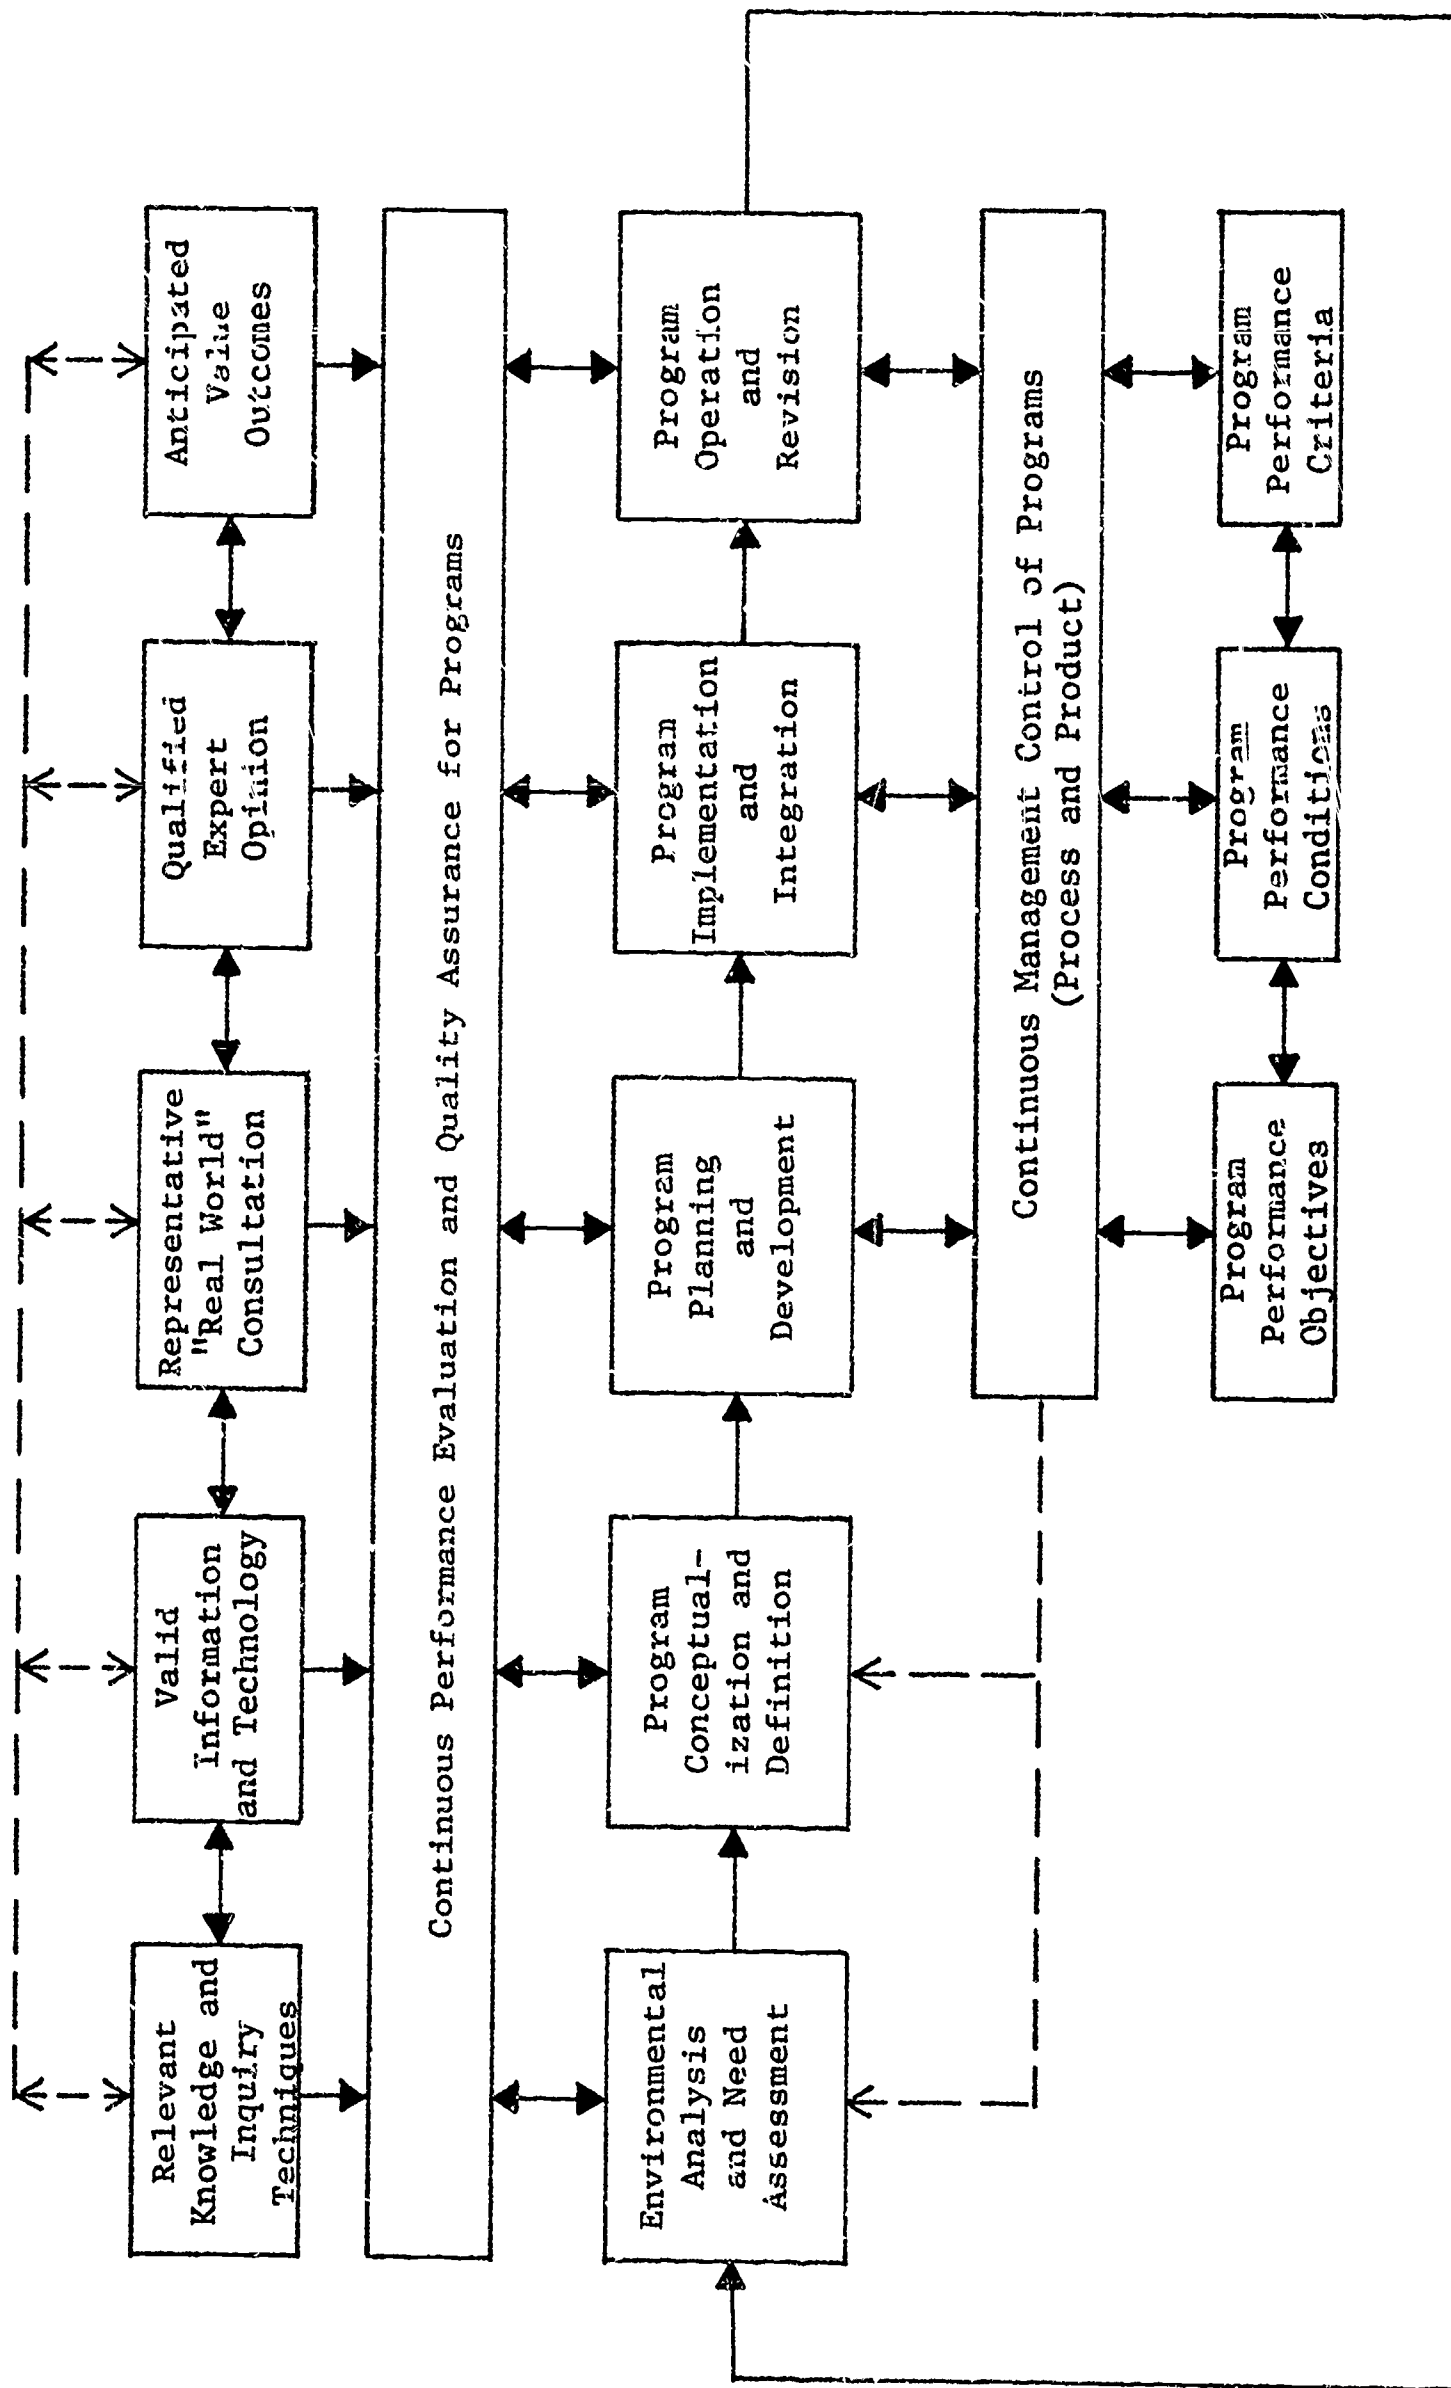 Relevant
Knowledge and
Inquiry
Techniques
Valid
Information
and Technology
Representative
"Real World"
Consultation
Qualified
Expert
Opinion
Anticipated
Value
Outcomes
Continuous Performance Evaluation and Quality Assurance for Programs
Environmental
Analysis
and Need
Assessment
Program
Conceptual-
ization and
Definition
Program
Planning
and
Development
Program
Implementation
and
Integration
Program
Operation
and
Revision
Continuous Management Control of Programs
(Process and Product)
Program
Performance
Objectives
Program
Performance
Conditions
Program
Performance
Criteria